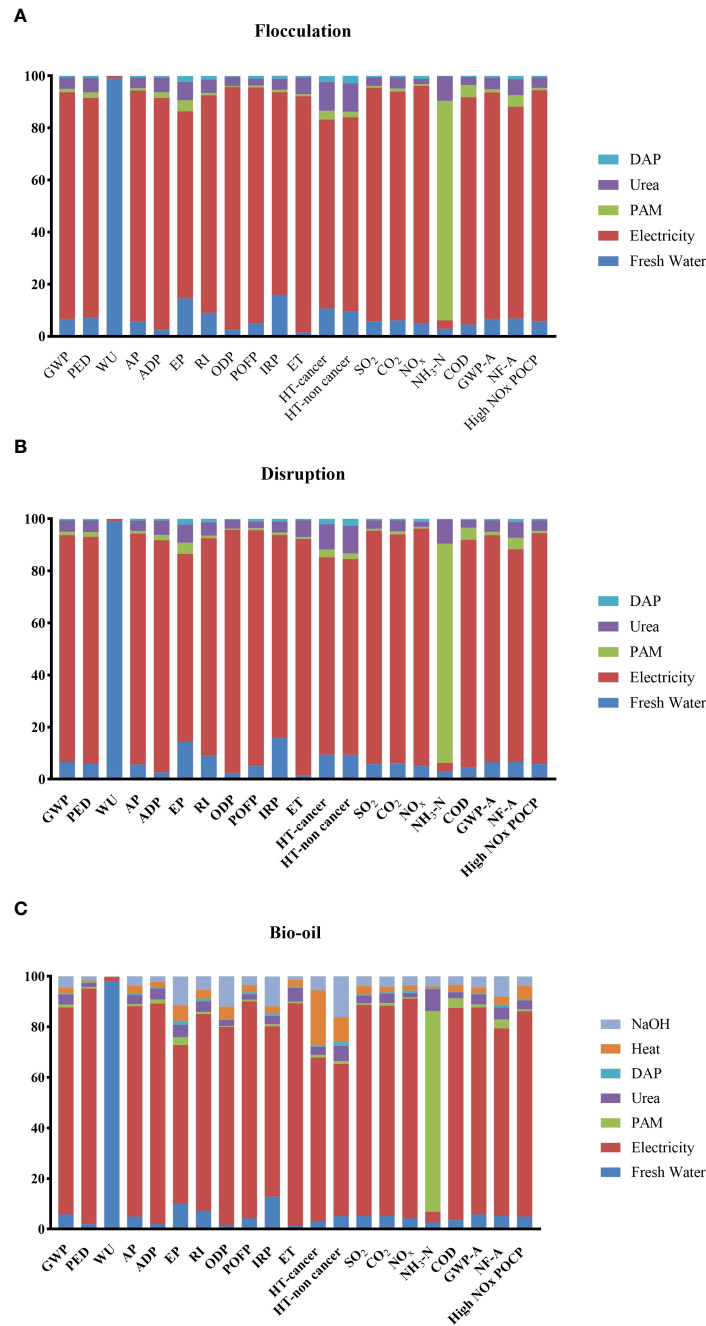 A
Flocculation
100
80
60
40
20
0
GWP
PED
WU
AP
ADP
EP
RI
ODP
POFP
IRP
ET
HT-cancer
HT-non cancer
SO₂
CO₂
NOₓ
NH₃-N
COD
GWP-A
NF-A
High NOx POCP
DAP
Urea
PAM
Electricity
Fresh Water
B
Disruption
100
80
60
40
20
0
GWP
PED
WU
AP
ADP
EP
RI
ODP
POFP
IRP
ET
HT-cancer
HT-non cancer
SO₂
CO₂
NOₓ
NH₃-N
COD
GWP-A
NF-A
High NOx POCP
DAP
Urea
PAM
Electricity
Fresh Water
C
Bio-oil
100
80
60
40
20
0
GWP
PED
WU
AP
ADP
EP
RI
ODP
POFP
IRP
ET
HT-cancer
HT-non cancer
SO₂
CO₂
NOₓ
NH₃-N
COD
GWP-A
NF-A
High NOx POCP
NaOH
Heat
DAP
Urea
PAM
Electricity
Fresh Water